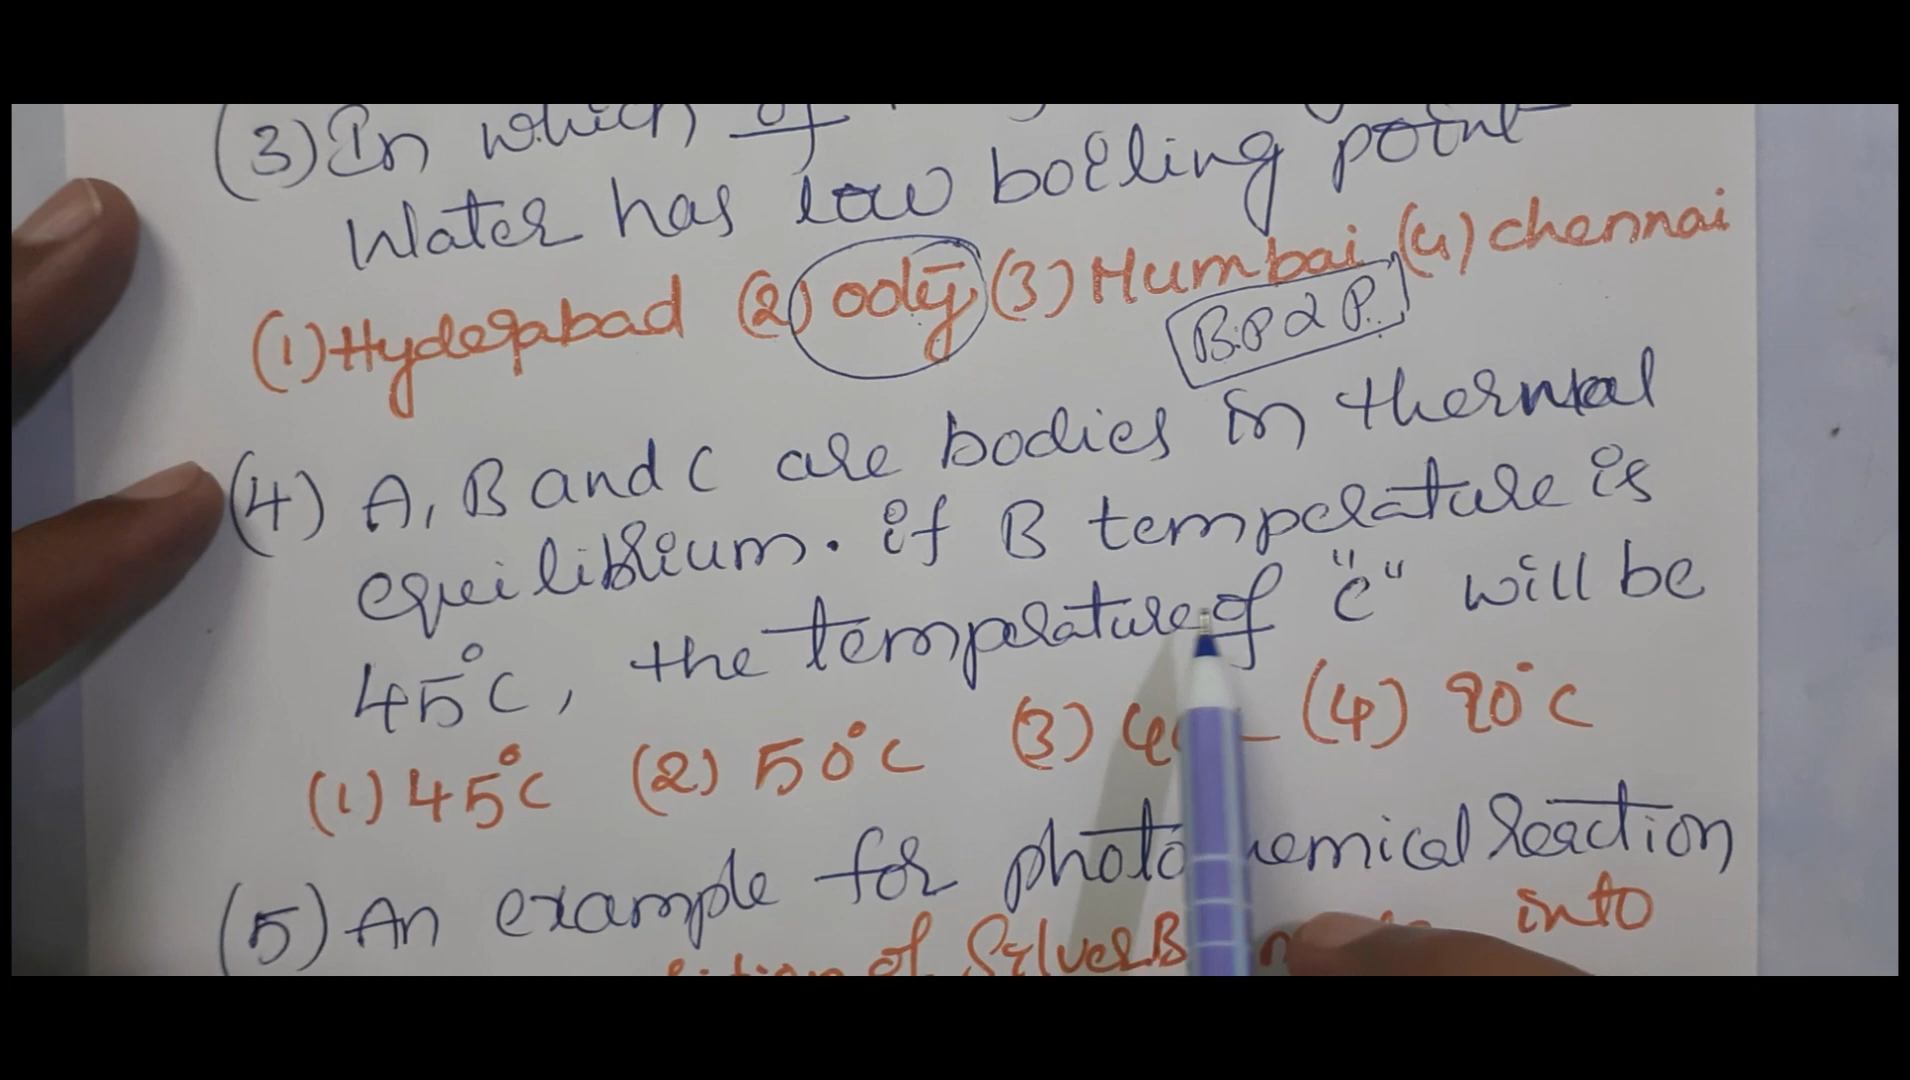 (3) In which of
Water has low boiling point
(1) Hyderabad (2) ooty (3) Mumbai (4) chennai
B.P α P.
(4) A, B and C are bodies in thermal
equilibrium. if B temperature is
45°C, the temperature of "C" will be
(1) 45°C (2) 50°C (3) (4) 90°C
(5) An example for photo emical reaction
of Silver B into